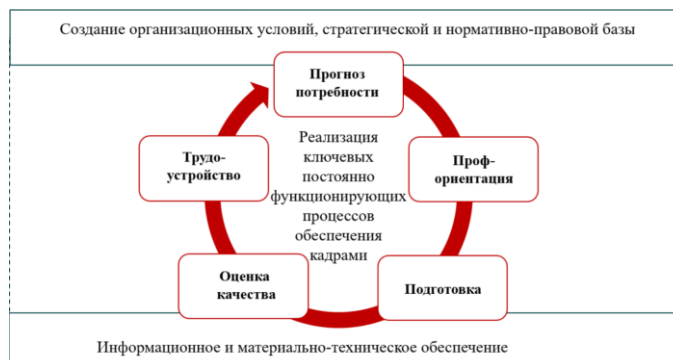 Создание организационных условий, стратегической и нормативно-правовой базы
Прогноз
потребности
Трудо-
устройство
Реализация
ключевых
постоянно
функционирующих
процессов
обеспечения
кадрами
Проф-
ориентация
Оценка
качества
Подготовка
Информационное и материально-техническое обеспечение